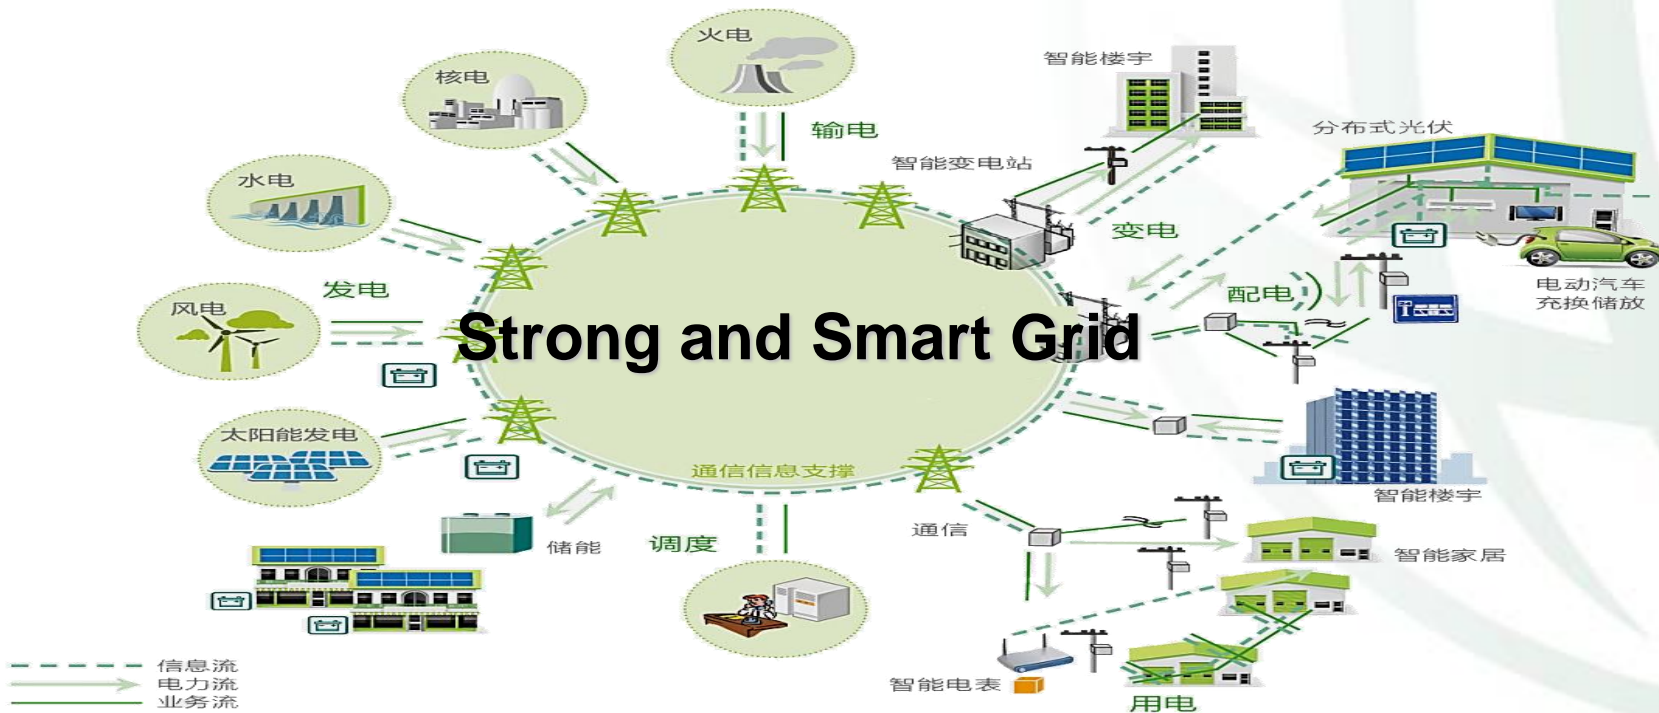 火电
核电
智能楼宇
输电
分布式光伏
智能变电站
水电
变电
发电
配电
电动汽车
充换储放
风电
Strong and Smart Grid
太阳能发电
通信信息支撑
智能楼宇
通信
储能
调度
智能家居
信息流
电力流
业务流
智能电表
用电